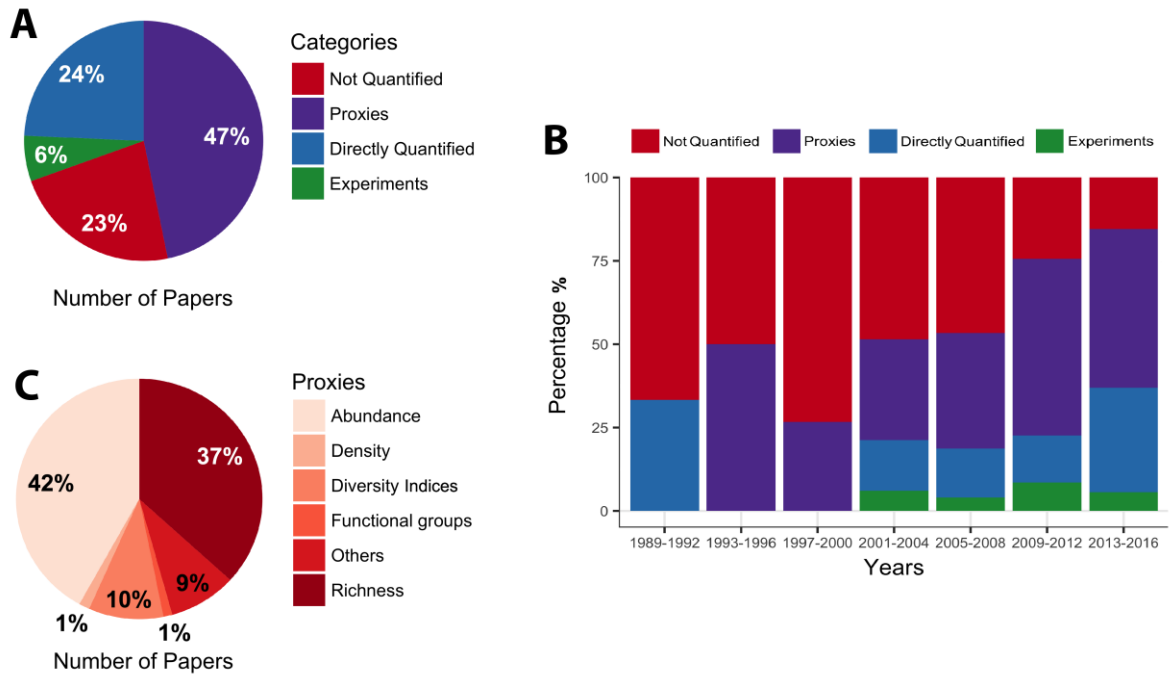 A
24%
47%
6%
23%
Number of Papers
Categories
Not Quantified
Proxies
Directly Quantified
Experiments
B
Not Quantified
Proxies
Directly Quantified
Experiments
100
75
50
25
0
Percentage %
1989-1992
1993-1996
1997-2000
2001-2004
2005-2008
2009-2012
2013-2016
Years
C
42%
37%
9%
10%
1%
1%
Number of Papers
Proxies
Abundance
Density
Diversity Indices
Functional groups
Others
Richness